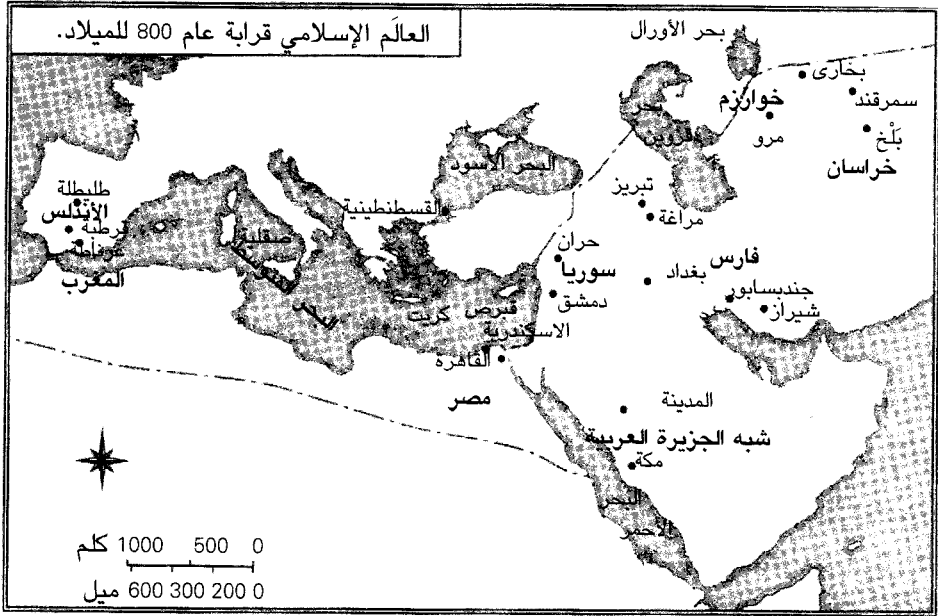 العالَم الإسلامي قرابة عام 800 للميلاد.
بحر الأورال
بخارى
سمرقند
خوارزم
مرو
بَلْخ
خراسان
بحر
قزوين
البحر الأسود
تبريز
مراغة
القسطنطينية
طليطلة
الأندلس
قرطبة
غرناطة
المغرب
صقلية
البحر
المتوسط
حران
سوريا
دمشق
فارس
بغداد
جنديسابور
شيراز
قبرص
كريت
الاسكندرية
القاهرة
مصر
المدينة
شبه الجزيرة العربية
مكة
البحر
الأحمر
كلم 1000 500 0
ميل 600 300 200 0